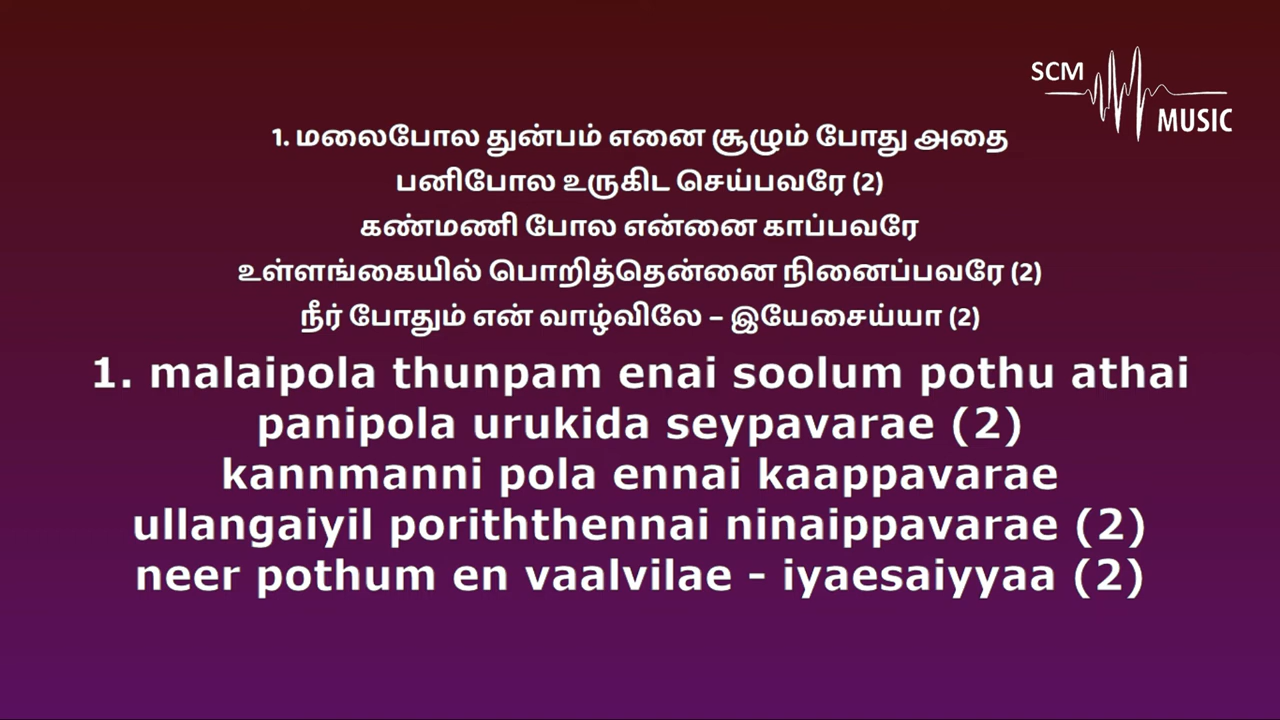 SCM
MUSIC
1. மலைபோல துன்பம் எனை சூழும் போது அதை
பனிபோல உருகிட செய்பவரே (2)
கண்மணி போல என்னை காப்பவரே
உள்ளங்கையில் பொறித்தென்னை நினைப்பவரே (2)
நீர் போதும் என் வாழ்விலே – இயேசைய்யா (2)
1. malaipola thunpam enai soolum pothu athai
panipola urukida seypavarae (2)
kannmanni pola ennai kaappavarae
ullangaiyil poriththennai ninaippavarae (2)
neer pothum en vaalvilae - iyaesaiyyaa (2)